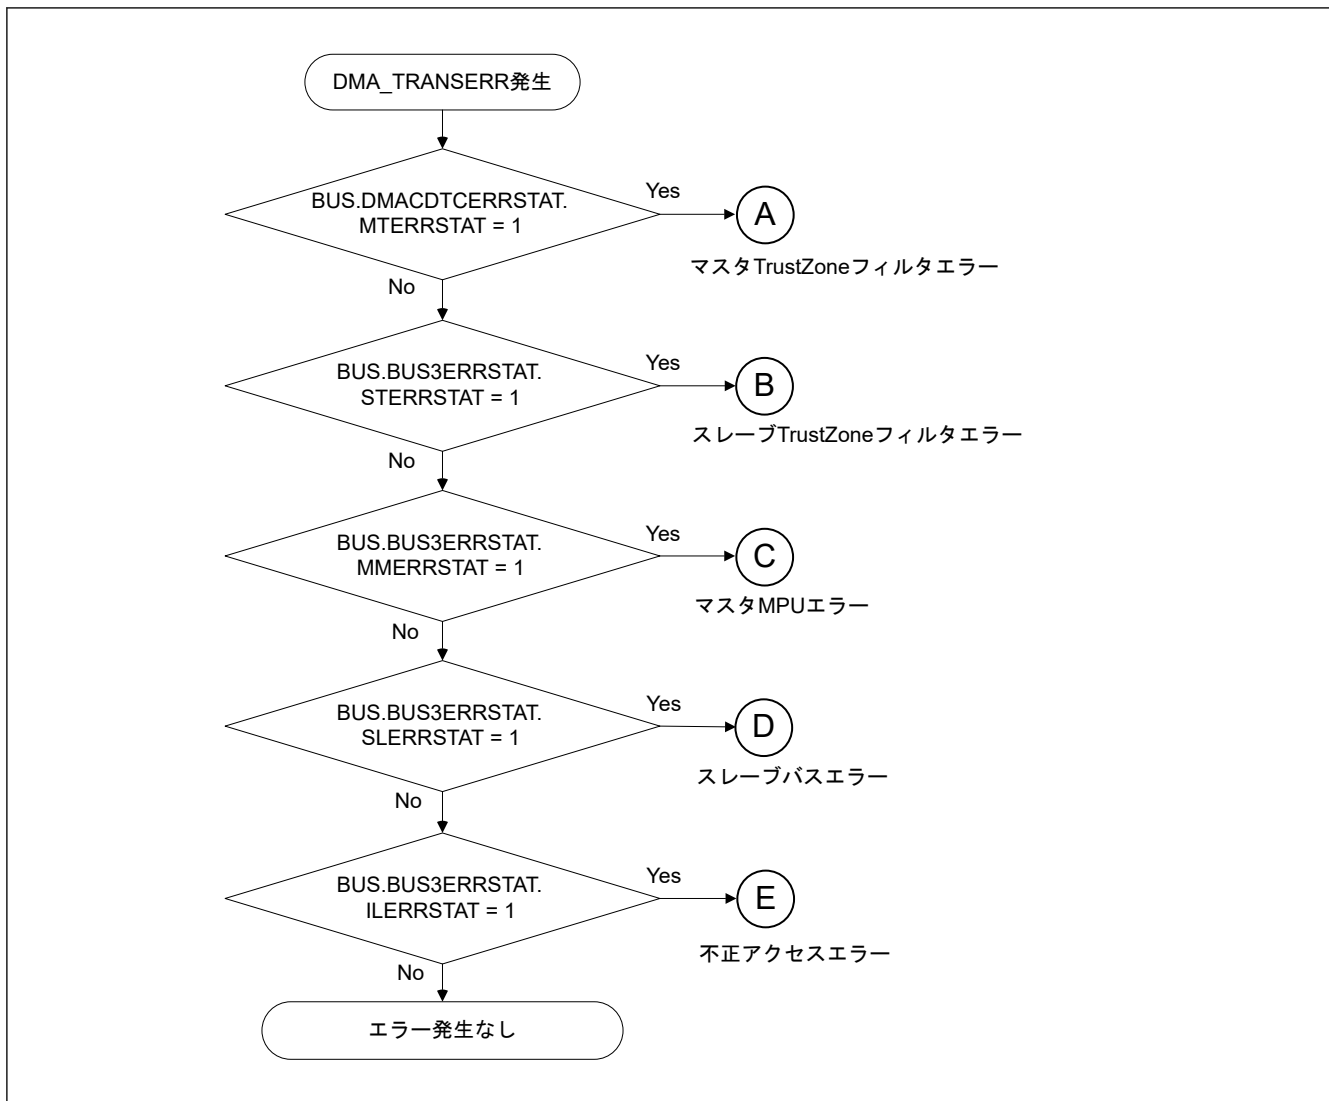 DMA_TRANSERR発生
BUS.DMACDTCERRSTAT.
MTERRSTAT = 1
Yes
A
マスタTrustZoneフィルタエラー
No
BUS.BUS3ERRSTAT.
STERRSTAT = 1
Yes
B
スレーブTrustZoneフィルタエラー
No
BUS.BUS3ERRSTAT.
MMERRSTAT = 1
Yes
C
マスタMPUエラー
No
BUS.BUS3ERRSTAT.
SLERRSTAT = 1
Yes
D
スレーブバスエラー
No
BUS.BUS3ERRSTAT.
ILERRSTAT = 1
Yes
E
不正アクセスエラー
No
エラー発生なし